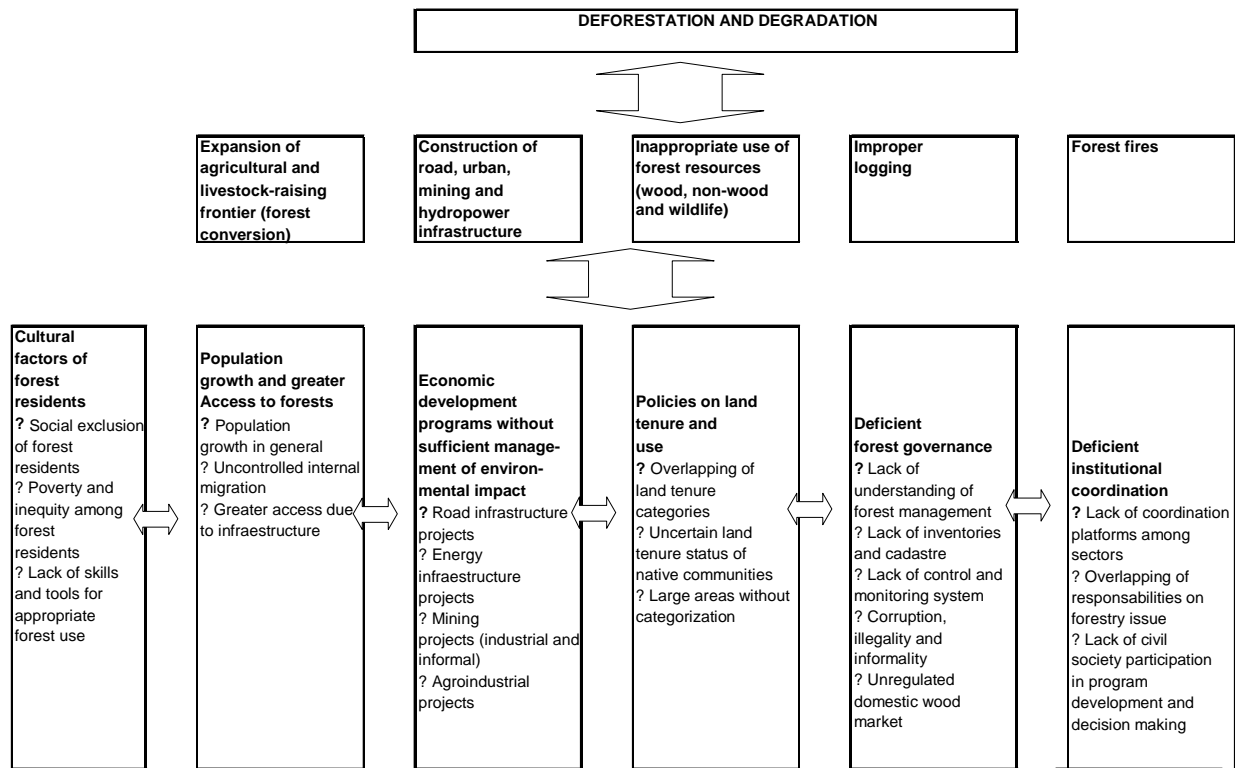 DEFORESTATION AND DEGRADATION
Expansion of
agricultural and
livestock-raising
frontier (forest
conversion)
Construction of
road, urban,
mining and
hydropower
infrastructure
Inappropriate use of
forest resources
(wood, non-wood
and wildlife)
Improper
logging
Forest fires
Cultural
factors of
forest
residents
? Social exclusion
of forest
residents
? Poverty and
inequity among
forest
residents
? Lack of skills
and tools for
appropriate
forest use
Population
growth and greater
Access to forests
? Population
growth in general
? Uncontrolled internal
migration
? Greater access due
to infrastructure
Economic
development
programs without
sufficient manage-
ment of environ-
mental impact
? Road infrastructure
projects
? Energy
infraestructure
projects
? Mining
projects (industrial and
informal)
? Agroindustrial
projects
Policies on land
tenure and
use
? Overlapping of
land tenure
categories
? Uncertain land
tenure status of
native communities
? Large areas without
categorization
Deficient
forest governance
? Lack of
understanding of
forest management
? Lack of inventories
and cadastre
? Lack of control and
monitoring system
? Corruption,
illegality and
informality
? Unregulated
domestic wood
market
Deficient
institutional
coordination
? Lack of coordination
platforms among
sectors
? Overlapping of
responsabilities on
forestry issue
? Lack of civil
society participation
in program
development and
decision making